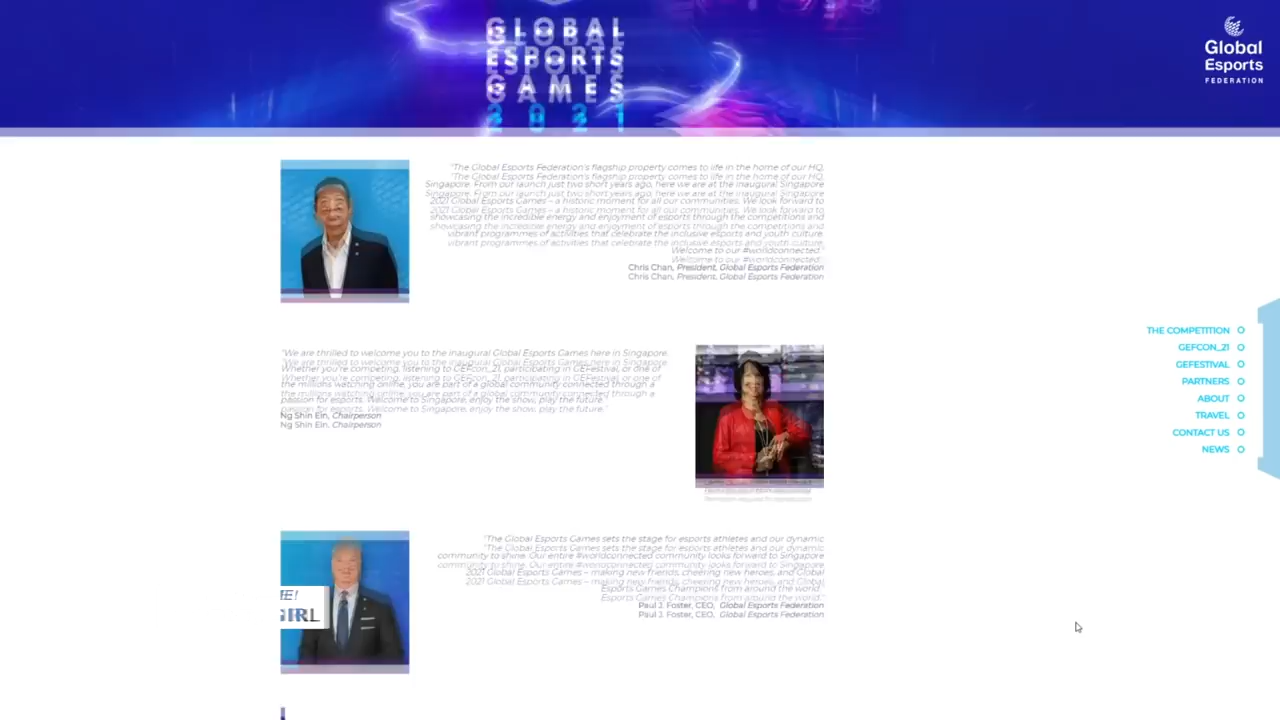 GLOBAL
ESPORTS
GAMES
2021
Global
Esports
FEDERATION
"The Global Esports Federation's flagship property comes to life in the home of our HQ,
Singapore. From our launch just two short years ago, here we are at the inaugural Singapore
2021 Global Esports Games – a historic moment for all our communities. We look forward to
showcasing the incredible energy and enjoyment of esports through the competitions and
vibrant programmes of activities that celebrate the inclusive esports and youth culture.
Welcome to our #worldconnected."
Chris Chan, President, Global Esports Federation
THE COMPETITION
GEFCON_21
GEFESTIVAL
PARTNERS
ABOUT
TRAVEL
CONTACT US
NEWS
"We are thrilled to welcome you to the inaugural Global Esports Games here in Singapore.
Whether you're competing, listening to GEFcon_21, participating in GEFestival, or one of
the millions watching online, you are part of a global community connected through a
passion for esports. Welcome to Singapore, enjoy the show, play the future."
Ng Shin Ein, Chairperson
"The Global Esports Games sets the stage for esports athletes and our dynamic
community to shine. Our entire #worldconnected community looks forward to Singapore
2021 Global Esports Games – making new friends, cheering new heroes, and Global
Esports Games Champions from around the world."
Paul J. Foster, CEO, Global Esports Federation
ME!
GIRL